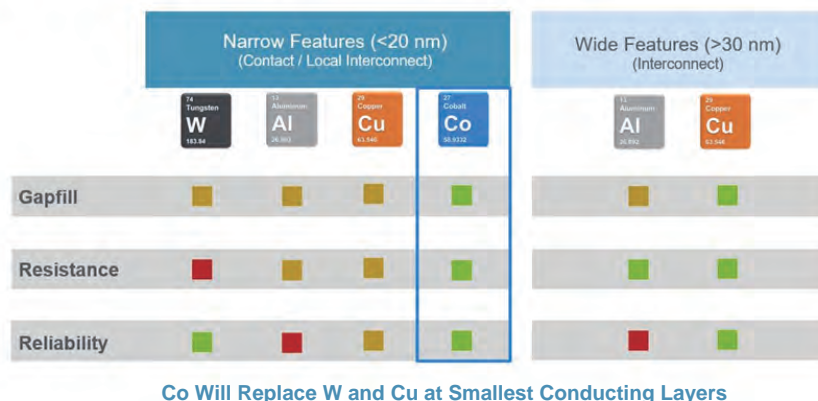 Narrow Features (<20 nm)
(Contact / Local Interconnect)
Wide Features (>30 nm)
(Interconnect)
74
Tungsten
W
183.84
13
Aluminum
Al
26.982
29
Copper
Cu
63.546
27
Cobalt
Co
58.9332
13
Aluminum
Al
26.982
29
Copper
Cu
63.546
Gapfill
Resistance
Reliability
Co Will Replace W and Cu at Smallest Conducting Layers